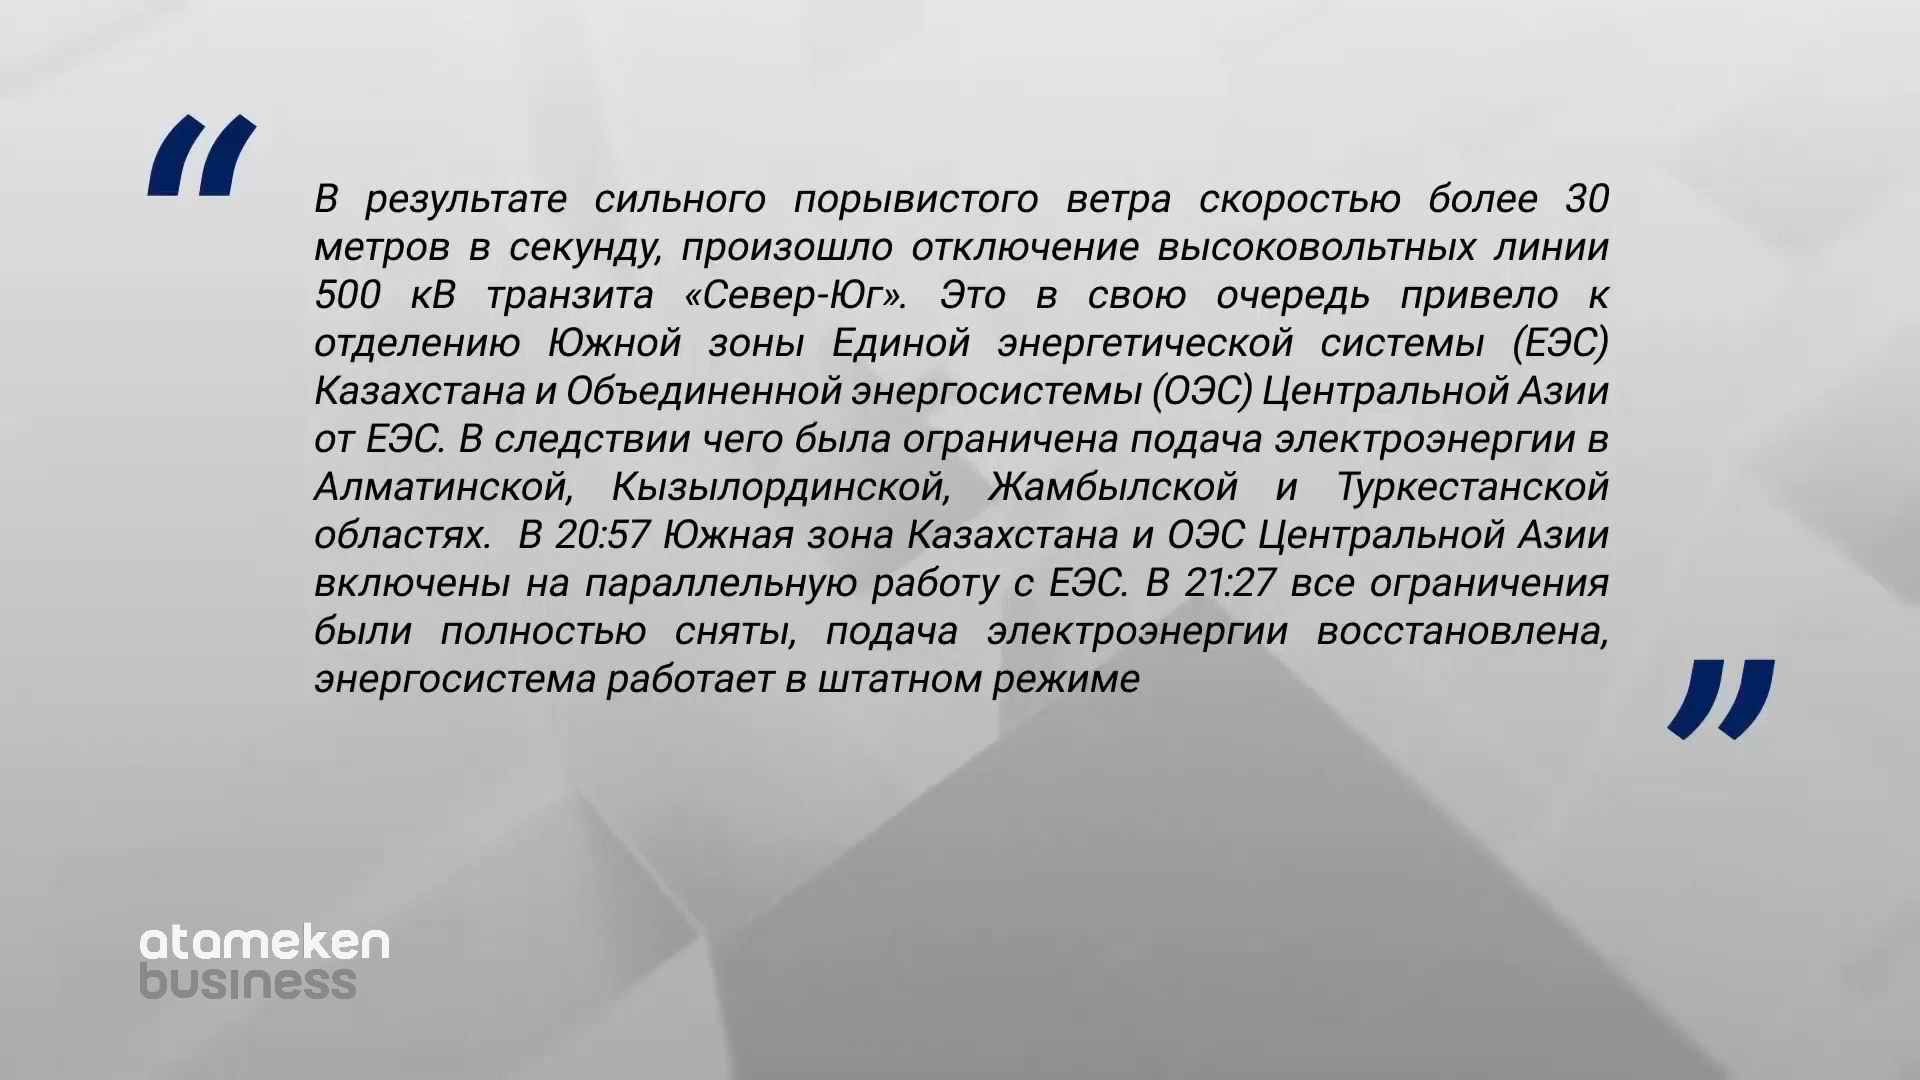 В результате сильного порывистого ветра скоростью более 30
метров в секунду, произошло отключение высоковольтных линии
500 кВ транзита «Север-Юг». Это в свою очередь привело к
отделению Южной зоны Единой энергетической системы (ЕЭС)
Казахстана и Объединенной энергосистемы (ОЭС) Центральной Азии
от ЕЭС. В следствии чего была ограничена подача электроэнергии в
Алматинской, Кызылординской, Жамбылской и Туркестанской
областях. В 20:57 Южная зона Казахстана и ОЭС Центральной Азии
включены на параллельную работу с ЕЭС. В 21:27 все ограничения
были полностью сняты, подача электроэнергии восстановлена,
энергосистема работает в штатном режиме
atameken
business